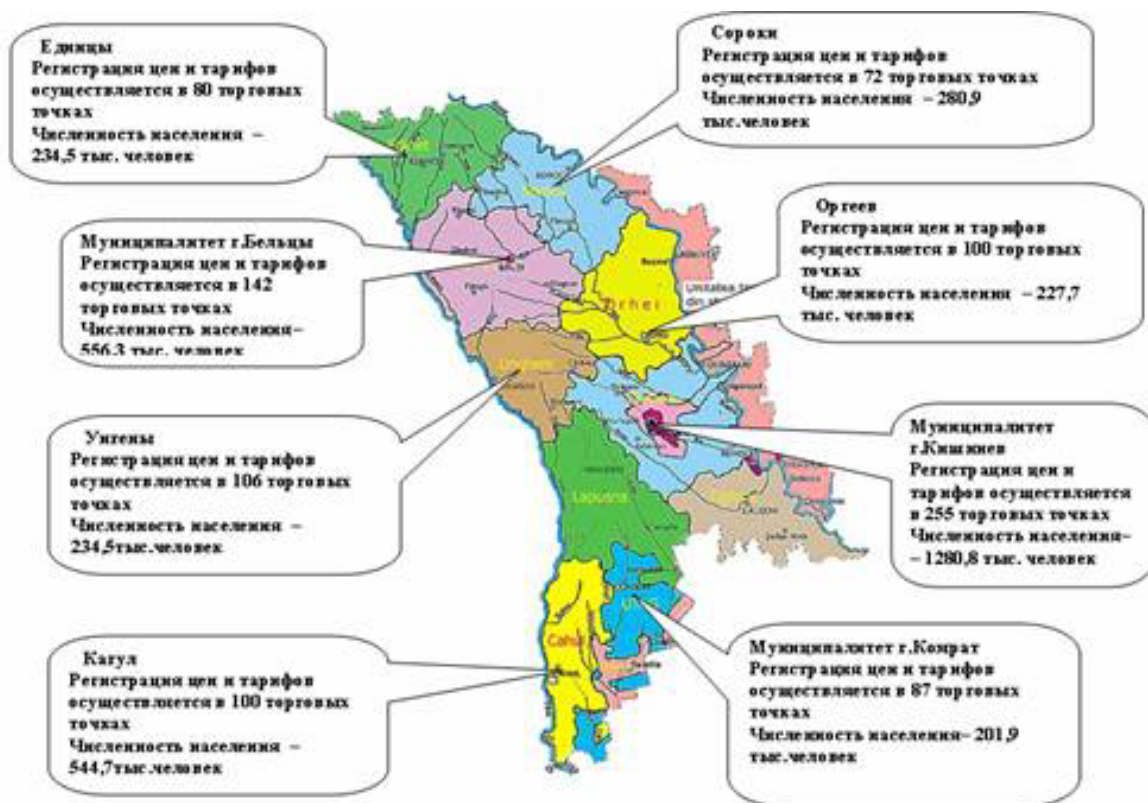 Единцы
Регистрация цен и тарифов
осуществляется в 80 торговых
точках
Численность населения –
234,5 тыс. человек
Сороки
Регистрация цен и тарифов
осуществляется в 72 торговых точках
Численность населения – 280,9
тыс.человек
Муниципалитет г.Бельцы
Регистрация цен и тарифов
осуществляется в 142
торговых точках
Численность населения–
556,3 тыс. человек
Оргеев
Регистрация цен и тарифов
осуществляется в 100 торговых
точках
Численность населения – 227,7
тыс. человек
Унгены
Регистрация цен и тарифов
осуществляется в 106 торговых
точках
Численность населения –
234,5тыс.человек
Муниципалитет
г.Кишинев
Регистрация цен и
тарифов осуществляется
в 255 торговых точках
Численность населения–
– 1280,8 тыс. человек
Кагул
Регистрация цен и тарифов
осуществляется в 100 торговых
точках
Численность населения –
544,7тыс.человек
Муниципалитет г.Комрат
Регистрация цен и тарифов
осуществляется в 87 торговых
точках
Численность населения– 201,9
тыс.человек
Orhei
Lapusna
Cahul